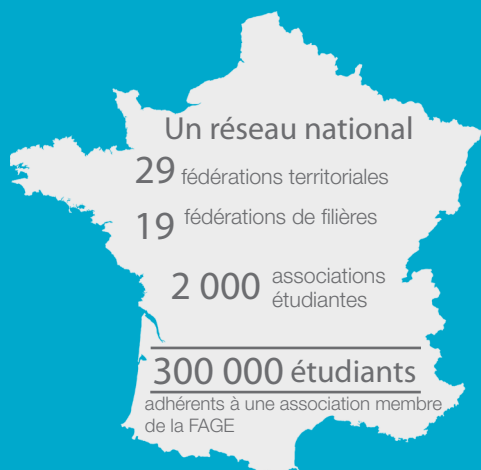 Un réseau national
29 fédérations territoriales
19 fédérations de filières
2 000 associations
étudiantes
300 000 étudiants
adhérents à une association membre
de la FAGE